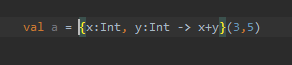 val a = {x:Int, y:Int -> x+y}(3,5)